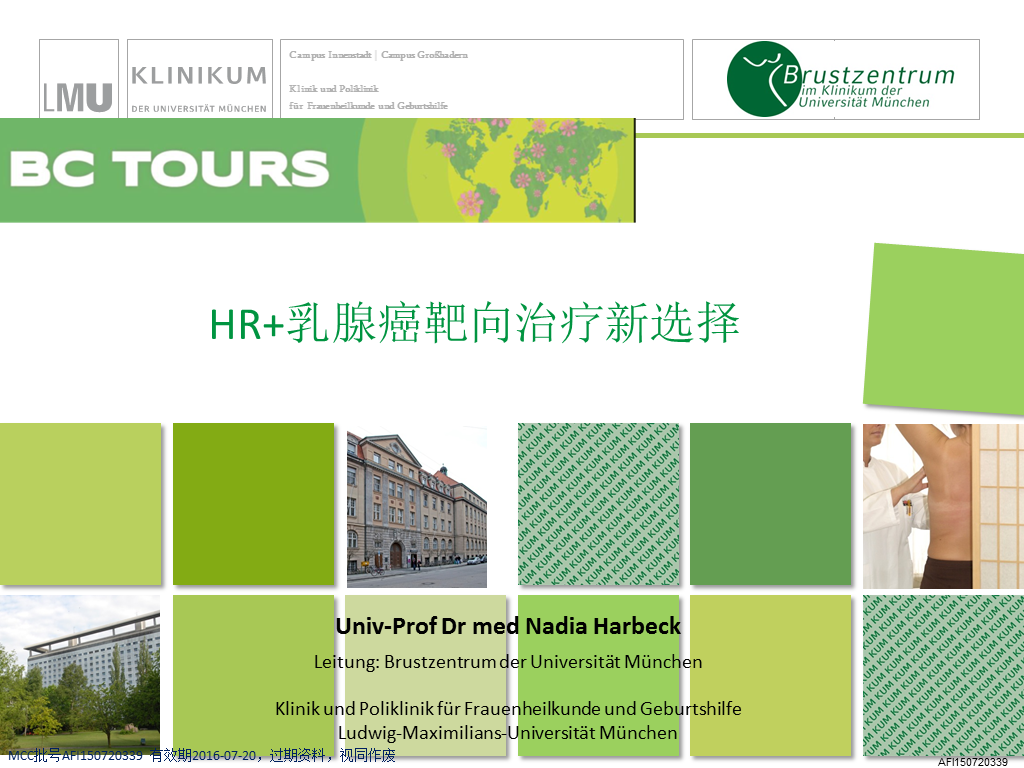 LMU
KLINIKUM
DER UNIVERSITÄT MÜNCHEN
Campus Innenstadt | Campus Großhadern
Klinik und Poliklinik
für Frauenheilkunde und Geburtshilfe
Brustzentrum
im Klinikum der
Universität München
BC TOURS
HR+乳腺癌靶向治疗新选择
KUM KUM KUM KUM
Univ-Prof Dr med Nadia Harbeck
Leitung: Brustzentrum der Universität München
Klinik und Poliklinik für Frauenheilkunde und Geburtshilfe
Ludwig-Maximilians-Universität München
MCC批号AFI150720339 有效期2016-07-20，过期资料，视同作废
AFI150720339